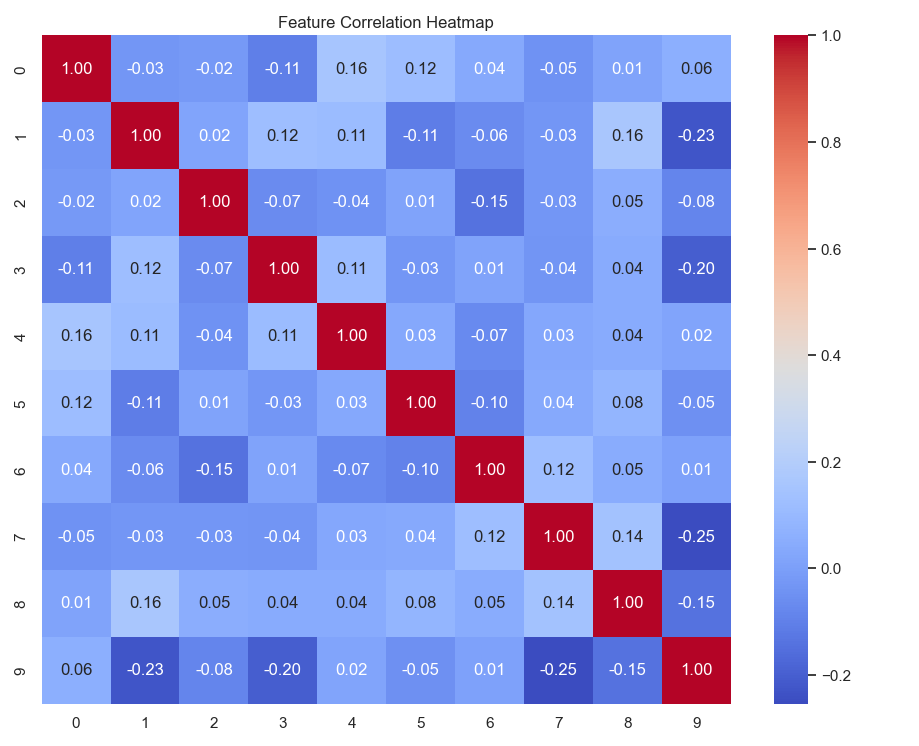 Feature Correlation Heatmap
0 1.00 -0.03 -0.02 -0.11 0.16 0.12 0.04 -0.05 0.01 0.06
1 -0.03 1.00 0.02 0.12 0.11 -0.11 -0.06 -0.03 0.16 -0.23
2 -0.02 0.02 1.00 -0.07 -0.04 0.01 -0.15 -0.03 0.05 -0.08
3 -0.11 0.12 -0.07 1.00 0.11 -0.03 0.01 -0.04 0.04 -0.20
4 0.16 0.11 -0.04 0.11 1.00 0.03 -0.07 0.03 0.04 0.02
5 0.12 -0.11 0.01 -0.03 0.03 1.00 -0.10 0.04 0.08 -0.05
6 0.04 -0.06 -0.15 0.01 -0.07 -0.10 1.00 0.12 0.05 0.01
7 -0.05 -0.03 -0.03 -0.04 0.03 0.04 0.12 1.00 0.14 -0.25
8 0.01 0.16 0.05 0.04 0.04 0.08 0.05 0.14 1.00 -0.15
9 0.06 -0.23 -0.08 -0.20 0.02 -0.05 0.01 -0.25 -0.15 1.00
0 1 2 3 4 5 6 7 8 9
1.0
0.8
0.6
0.4
0.2
0.0
−0.2